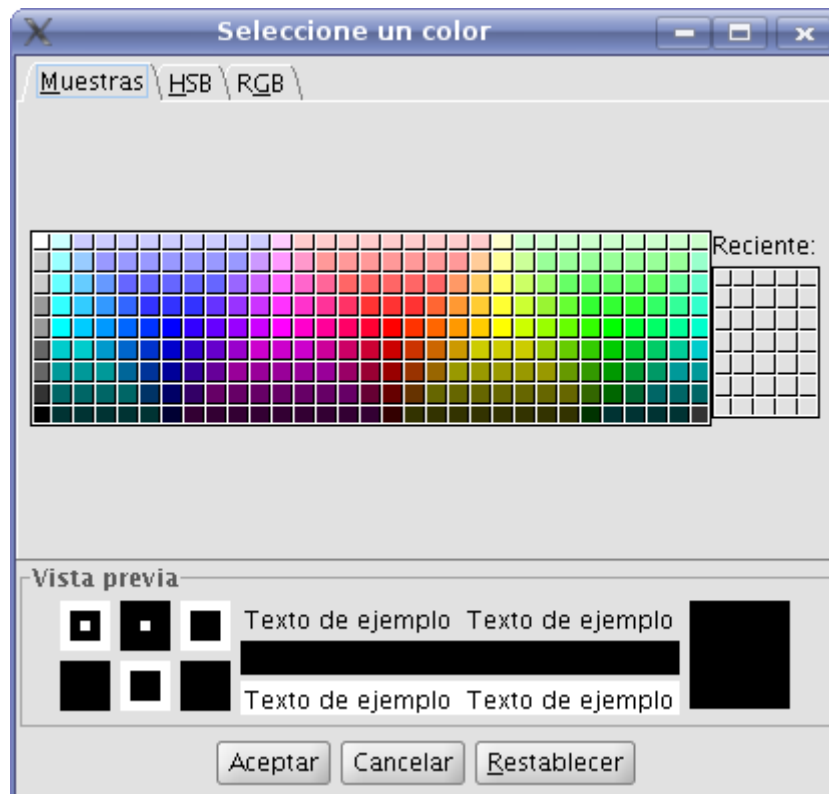 Seleccione un color
Muestras HSB RGB
Reciente:
Vista previa
Texto de ejemplo Texto de ejemplo
Texto de ejemplo Texto de ejemplo
Aceptar Cancelar Restablecer